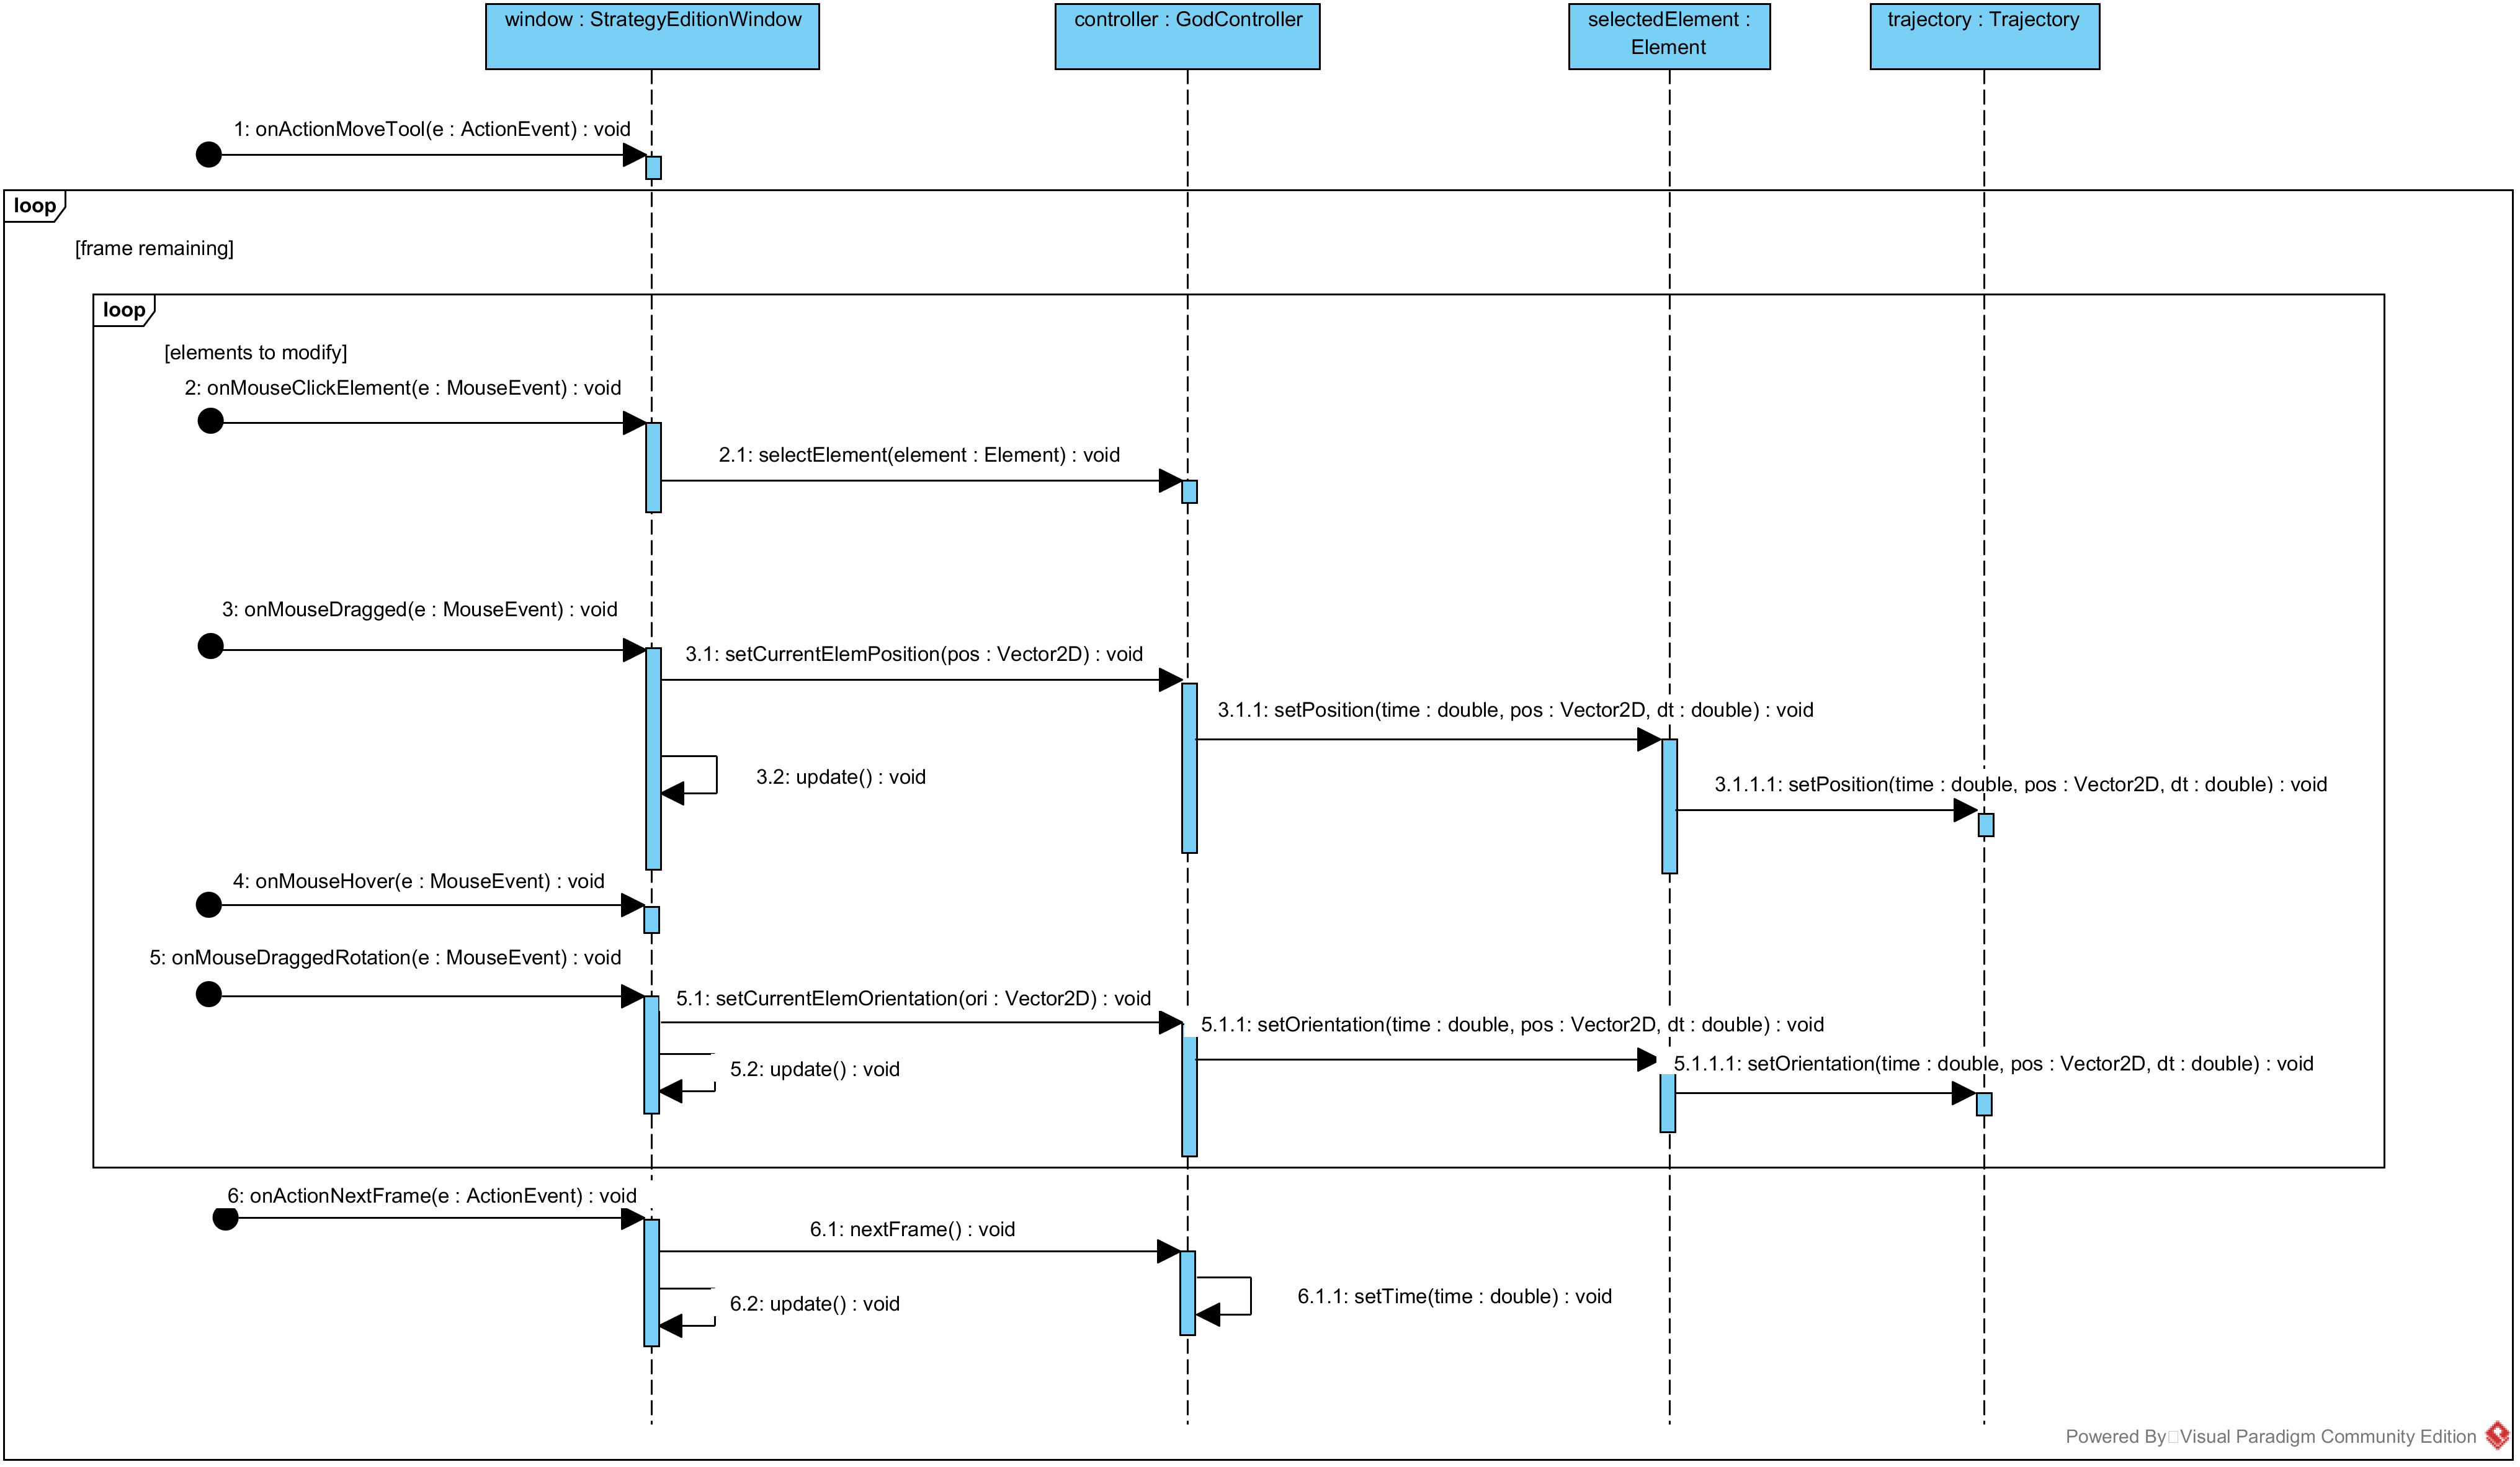 window : StrategyEditionWindow
controller : GodController
selectedElement :
Element
trajectory : Trajectory
1: onActionMoveTool(e : ActionEvent) : void
loop
[frame remaining]
loop
[elements to modify]
2: onMouseClickElement(e : MouseEvent) : void
2.1: selectElement(element : Element) : void
3: onMouseDragged(e : MouseEvent) : void
3.1: setCurrentElemPosition(pos : Vector2D) : void
3.1.1: setPosition(time : double, pos : Vector2D, dt : double) : void
3.2: update() : void
3.1.1.1: setPosition(time : double, pos : Vector2D, dt : double) : void
4: onMouseHover(e : MouseEvent) : void
5: onMouseDraggedRotation(e : MouseEvent) : void
5.1: setCurrentElemOrientation(ori : Vector2D) : void
5.1.1: setOrientation(time : double, pos : Vector2D, dt : double) : void
5.2: update() : void
5.1.1.1: setOrientation(time : double, pos : Vector2D, dt : double) : void
6: onActionNextFrame(e : ActionEvent) : void
6.1: nextFrame() : void
6.2: update() : void
6.1.1: setTime(time : double) : void
Powered By Visual Paradigm Community Edition